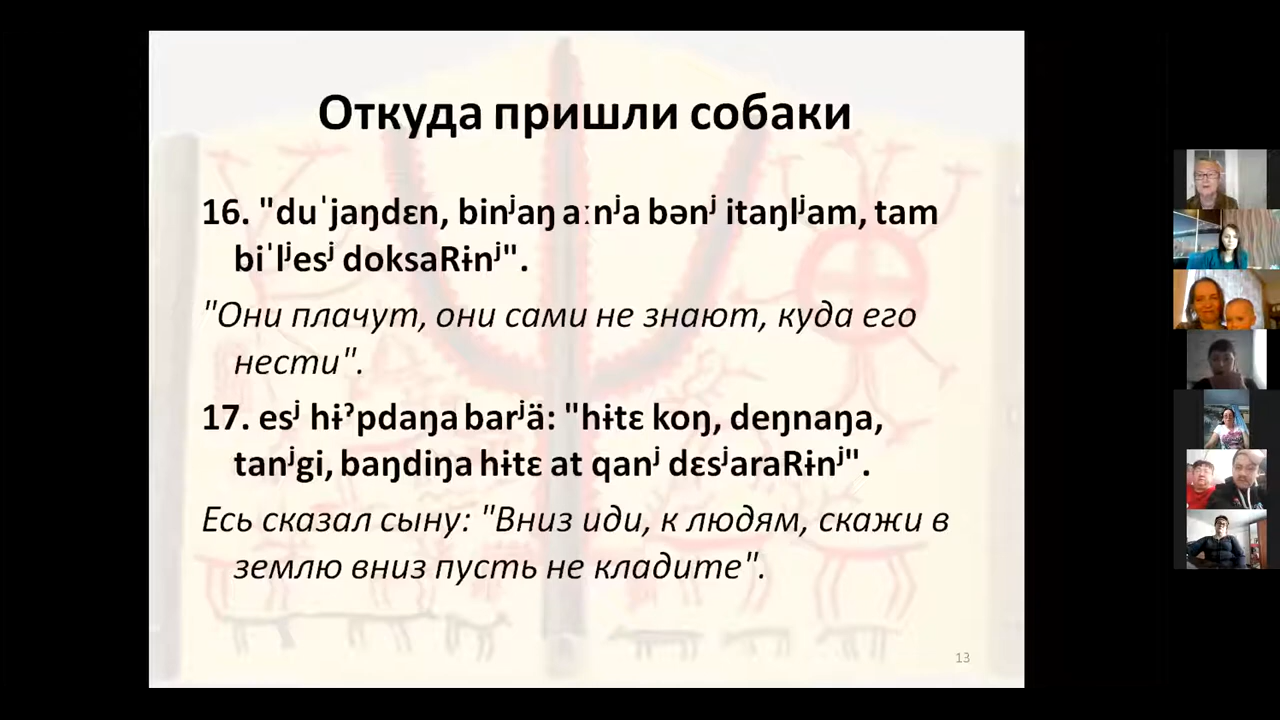 Откуда пришли собаки
16. "duˈjaŋdɛn, binʲaŋ aːnʲa bənʲ itaŋlʲam, tam
biˈlʲesʲ doksaRɨnʲ".
"Они плачут, они сами не знают, куда его
нести".
17. esʲ hɨˀpdaŋa barʲä: "hɨtɛ koŋ, deŋnaŋa,
tanʲgi, baŋdiŋa hɨtɛ at qanʲ dɛsʲaraRɨnʲ".
Есь сказал сыну: "Вниз иди, к людям, скажи в
землю вниз пусть не кладите".
13